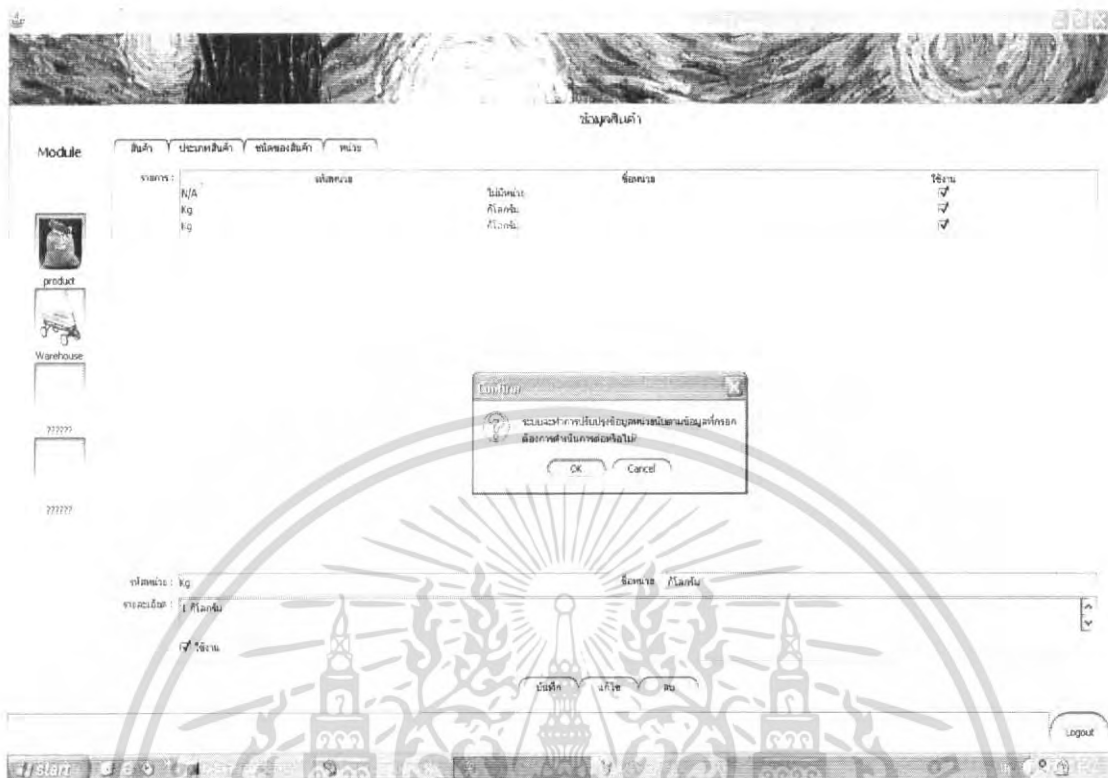 ข้อมูลสินค้า
Module
สินค้า ประเภทสินค้า ชนิดของสินค้า หน่วย
รายการ : รหัสหน่วย ชื่อหน่วย ใช้งาน
N/A ไม่มีหน่วย
Kg กิโลกรัม
Kg กิโลกรัม
product
Warehouse
??????
??????
Confirm
ระบบจะทำการปรับปรุงข้อมูลหน่วยนับตามข้อมูลที่กรอก
ต้องการดำเนินการต่อหรือไม่?
OK Cancel
รหัสหน่วย : Kg ชื่อหน่วย กิโลกรัม
รายละเอียด : 1 กิโลกรัม
ใช้งาน
บันทึก แก้ไข ลบ
Logout
start